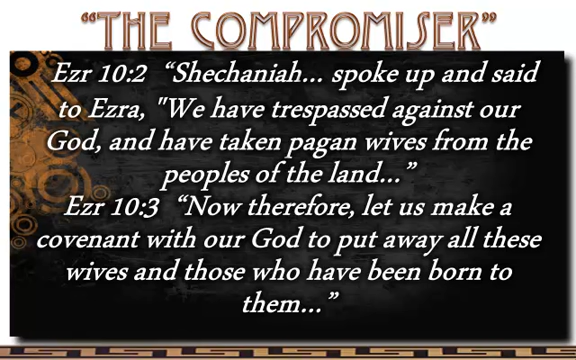 “THE COMPROMISER”
Ezr 10:2 “Shechaniah... spoke up and said
to Ezra, "We have trespassed against our
God, and have taken pagan wives from the
peoples of the land...”
Ezr 10:3 “Now therefore, let us make a
covenant with our God to put away all these
wives and those who have been born to
them...”